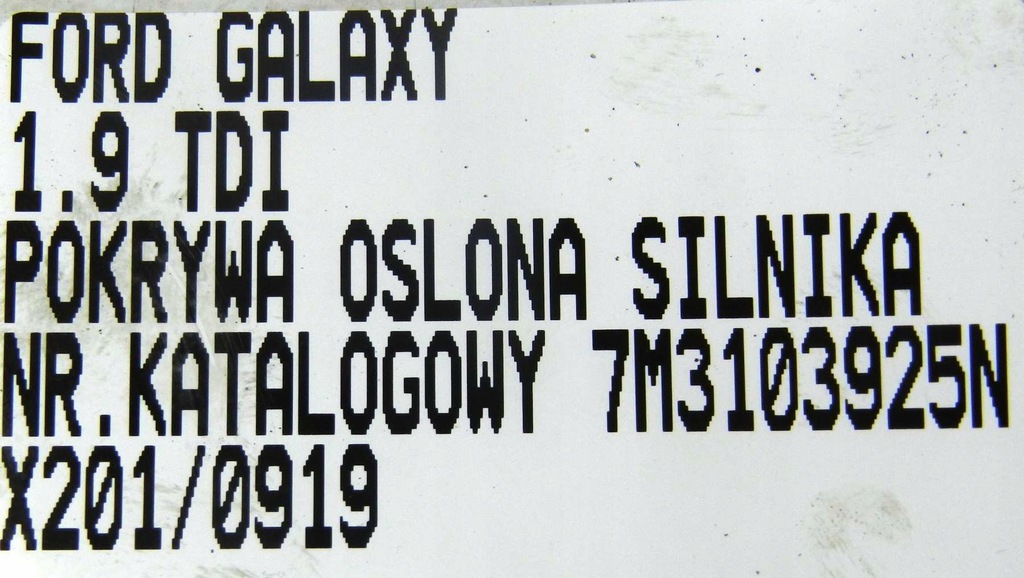 FORD GALAXY
1.9 TDI
POKRYWA OSLONA SILNIKA
NR.KATALOGOWY 7M3103925N
X201/0919